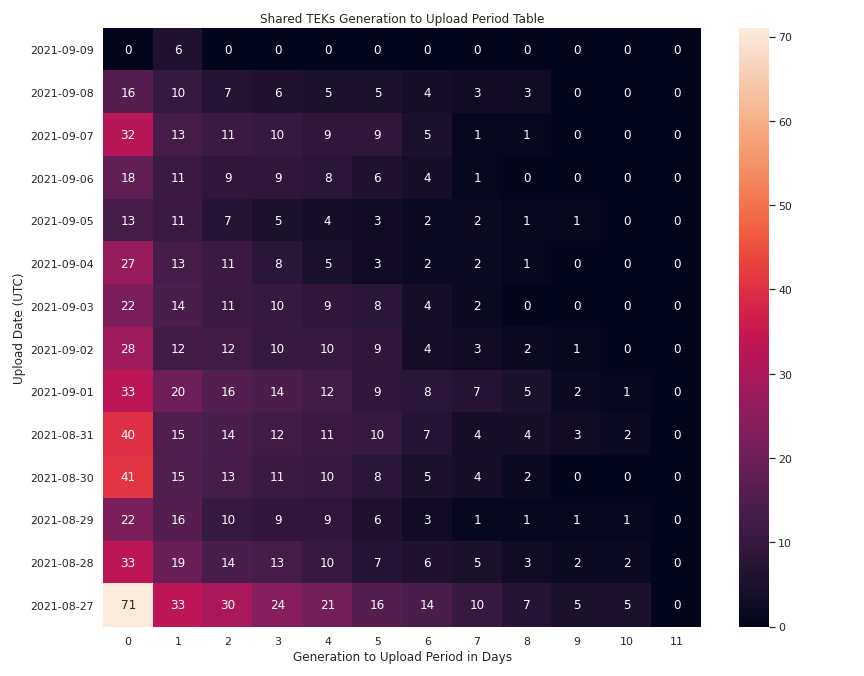 Shared TEKs Generation to Upload Period Table
Upload Date (UTC)
2021-09-09 0 6 0 0 0 0 0 0 0 0 0 0
2021-09-08 16 10 7 6 5 5 4 3 3 0 0 0
2021-09-07 32 13 11 10 9 9 5 1 1 0 0 0
2021-09-06 18 11 9 9 8 6 4 1 0 0 0 0
2021-09-05 13 11 7 5 4 3 2 2 1 1 0 0
2021-09-04 27 13 11 8 5 3 2 2 1 0 0 0
2021-09-03 22 14 11 10 9 8 4 2 0 0 0 0
2021-09-02 28 12 12 10 10 9 4 3 2 1 0 0
2021-09-01 33 20 16 14 12 9 8 7 5 2 1 0
2021-08-31 40 15 14 12 11 10 7 4 4 3 2 0
2021-08-30 41 15 13 11 10 8 5 4 2 0 0 0
2021-08-29 22 16 10 9 9 6 3 1 1 1 1 0
2021-08-28 33 19 14 13 10 7 6 5 3 2 2 0
2021-08-27 71 33 30 24 21 16 14 10 7 5 5 0
0 1 2 3 4 5 6 7 8 9 10 11
Generation to Upload Period in Days
70
60
50
40
30
20
10
0